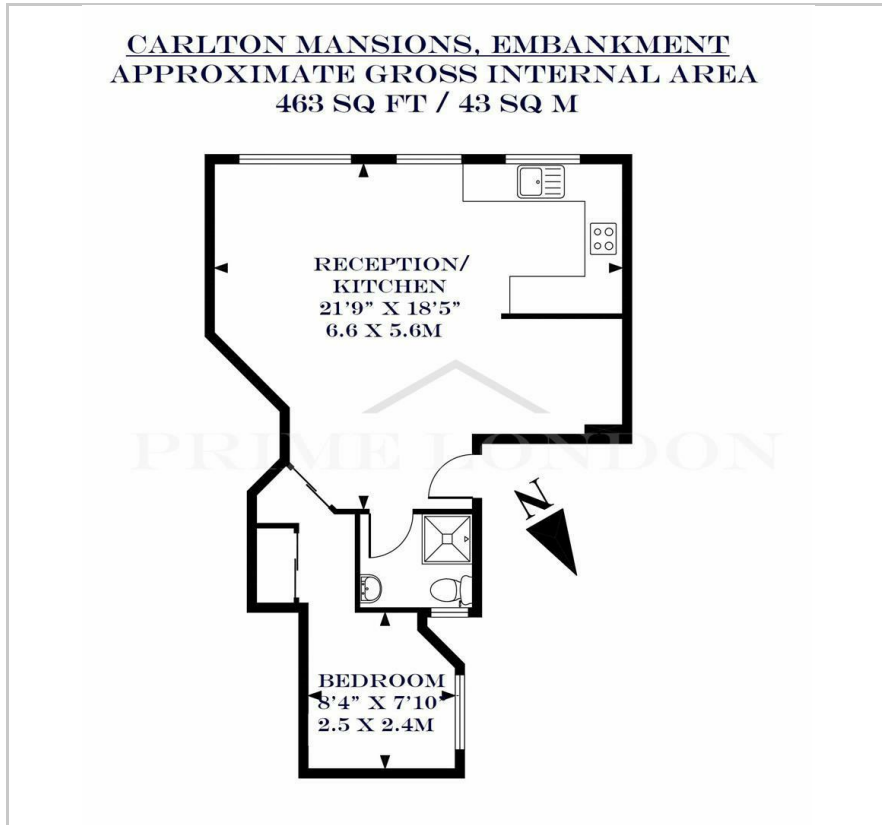 CARLTON MANSIONS, EMBANKMENT
APPROXIMATE GROSS INTERNAL AREA
463 SQ FT / 43 SQ M
RECEPTION/
KITCHEN
21'9" X 18'5"
6.6 X 5.6M
PRIME LONDON
N
BEDROOM
8'4" X 7'10"
2.5 X 2.4M